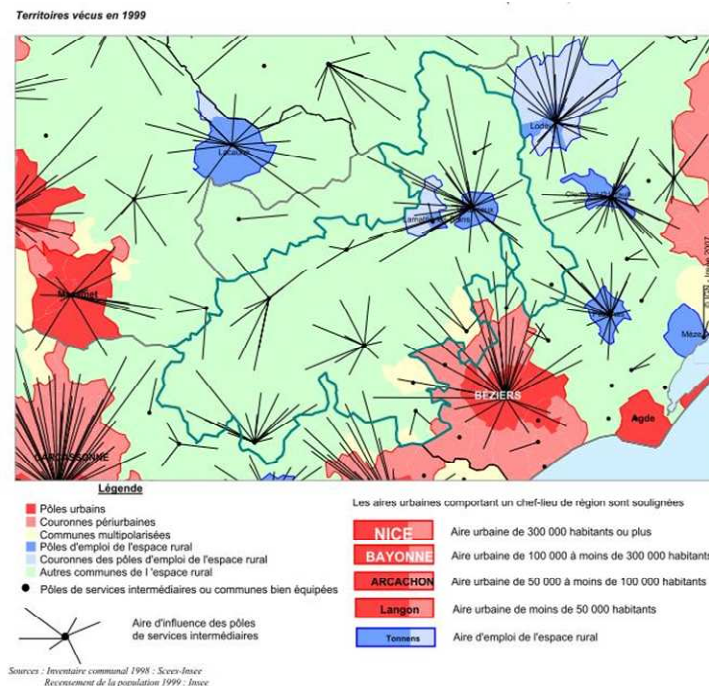 Territoires vécus en 1999
Lodève
Lacaune
BÉZIERS
Mèze
Agde
CARCASSONNE
© IGN - Insee 2002
Légende
Pôles urbains
Couronnes périurbaines
Communes multipolarisées
Pôles d'emploi de l'espace rural
Couronnes des pôles d'emploi de l'espace rural
Autres communes de l 'espace rural
Pôles de services intermédiaires ou communes bien équipées
Aire d'influence des pôles
de services intermédiaires
Les aires urbaines comportant un chef-lieu de région sont soulignées
NICE Aire urbaine de 300 000 habitants ou plus
BAYONNE Aire urbaine de 100 000 à moins de 300 000 habitants
ARCACHON Aire urbaine de 50 000 à moins de 100 000 habitants
Langon Aire urbaine de moins de 50 000 habitants
Tonnens Aire d'emploi de l'espace rural
Sources : Inventaire communal 1998 : Scees-Insee
Recensement de la population 1999 : Insee